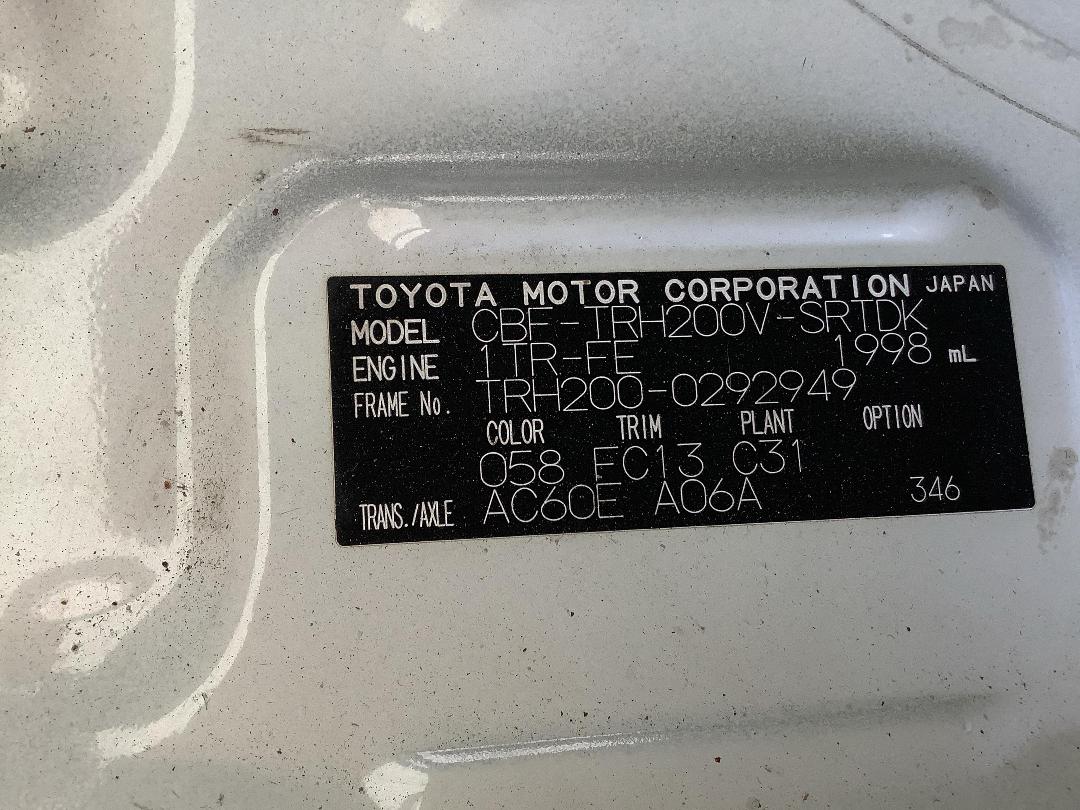 TOYOTA MOTOR CORPORATION JAPAN
MODEL CBF-TRH200V-SRTDK
ENGINE 1TR-FE 1998 mL
FRAME No. TRH200-0292949
COLOR TRIM PLANT OPTION
058 FC13 C31
TRANS./AXLE AC60E A06A 346